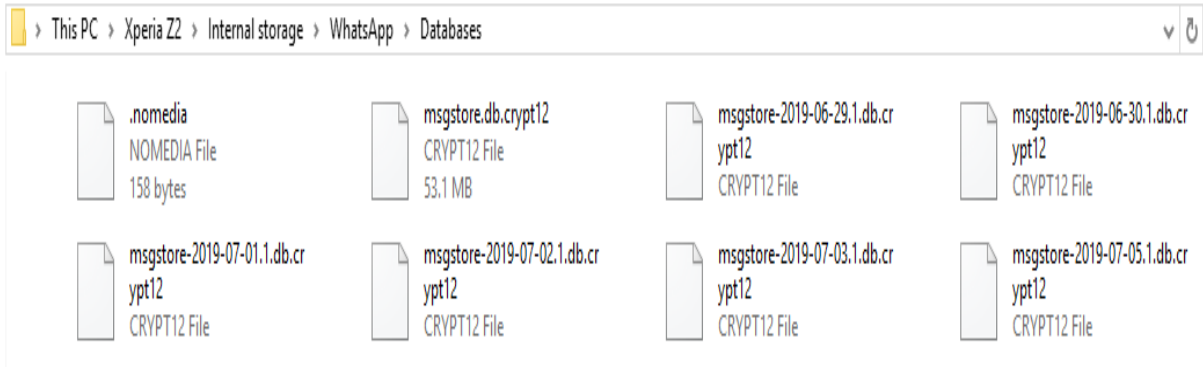 This PC > Xperia Z2 > Internal storage > WhatsApp > Databases
.nomedia
NOMEDIA File
158 bytes
msgstore.db.crypt12
CRYPT12 File
53.1 MB
msgstore-2019-06-29.1.db.cr
ypt12
CRYPT12 File
msgstore-2019-06-30.1.db.cr
ypt12
CRYPT12 File
msgstore-2019-07-01.1.db.cr
ypt12
CRYPT12 File
msgstore-2019-07-02.1.db.cr
ypt12
CRYPT12 File
msgstore-2019-07-03.1.db.cr
ypt12
CRYPT12 File
msgstore-2019-07-05.1.db.cr
ypt12
CRYPT12 File